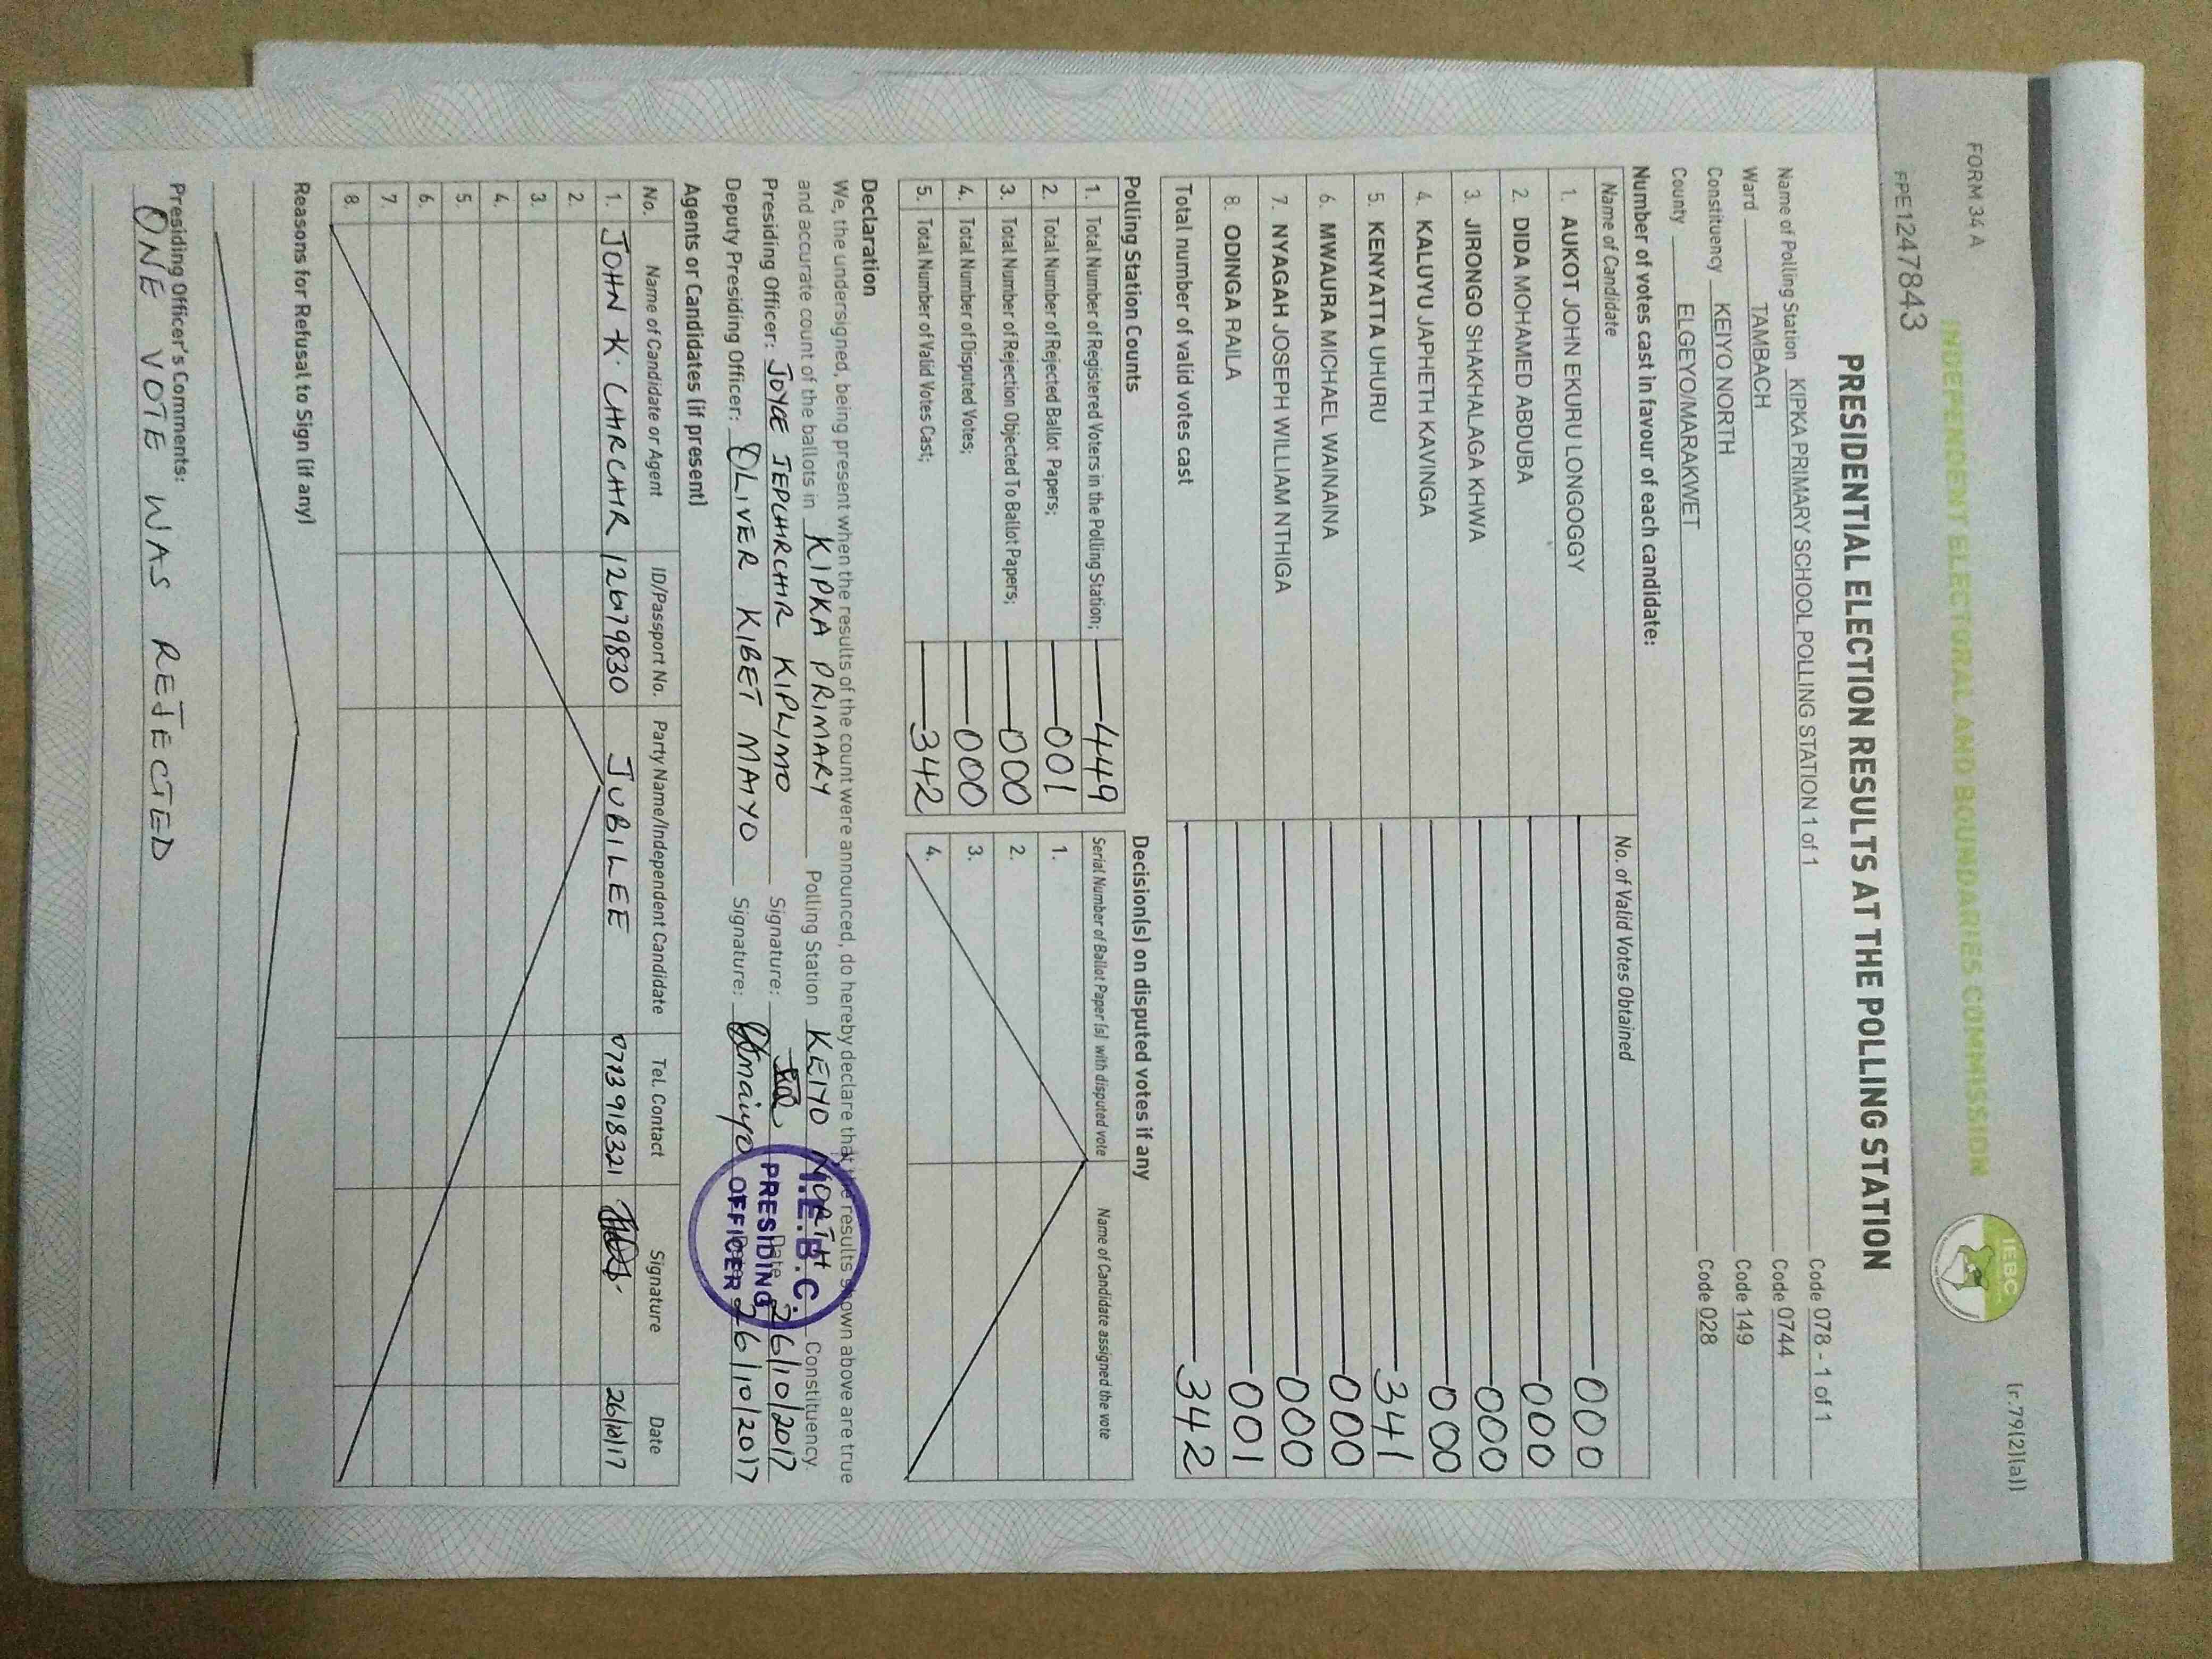 FORM 34 A
(r.79(2)(a))
INDEPENDENT ELECTORAL AND BOUNDARIES COMMISSION
IEBC
FPE1247843
PRESIDENTIAL ELECTION RESULTS AT THE POLLING STATION
Name of Polling Station KIPKA PRIMARY SCHOOL POLLING STATION 1 of 1 Code 078 - 1 of 1
Ward TAMBACH Code 0744
Constituency KEIYO NORTH Code 149
County ELGEYO/MARAKWET Code 028
Number of votes cast in favour of each candidate:
Name of Candidate No. of Valid Votes Obtained
1. AUKOT JOHN EKURU LONGOGGY 000
2. DIDA MOHAMED ABDUBA 000
3. JIRONGO SHAKHALAGA KHWA 000
4. KALUYU JAPHETH KAVINGA 000
5. KENYATTA UHURU 341
6. MWAURA MICHAEL WAINAINA 000
7. NYAGAH JOSEPH WILLIAM NTHIGA 000
8. ODINGA RAILA 001
Total number of valid votes cast 342
Polling Station Counts
1. Total Number of Registered Voters in the Polling Station; 449
2. Total Number of Rejected Ballot Papers; 001
3. Total Number of Rejection Objected To Ballot Papers; 000
4. Total Number of Disputed Votes; 000
5. Total Number of Valid Votes Cast; 342
Decision(s) on disputed votes if any
Serial Number of Ballot Paper (s) with disputed vote Name of Candidate assigned the vote
1.
2.
3.
4.
Declaration
We, the undersigned, being present when the results of the count were announced, do hereby declare that the results shown above are true
and accurate count of the ballots in KIPKA PRIMARY Polling Station KEIYO NORTH Constituency.
Presiding Officer: JOYCE JEPCHIRCHIR KIPLIMO Signature: Date 26/10/2017
Deputy Presiding Officer: OLIVER KIBET MAIYO Signature: Omaiyo 26/10/2017
I.E.B.C.
PRESIDING
OFFICER
Agents or Candidates (if present)
No. Name of Candidate or Agent ID/Passport No. Party Name/Independent Candidate Tel. Contact Signature Date
1. JOHN K. CHIRCHIR 12679830 JUBILEE 0713918321 26/10/17
2.
3.
4.
5.
6.
7.
8.
Reasons for Refusal to Sign (if any)
Presiding Officer's Comments:
ONE VOTE WAS REJECTED